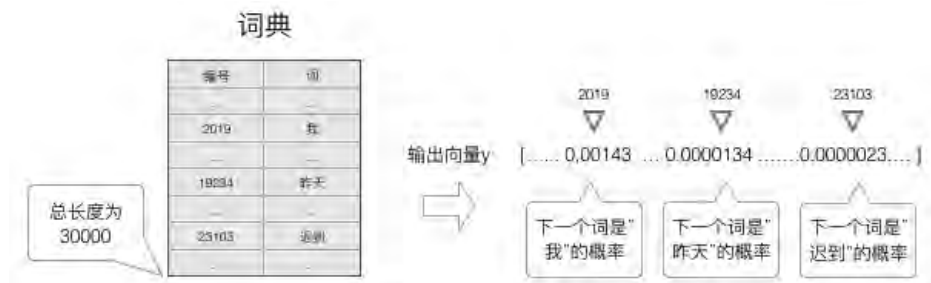 词典
编号 词
... ...
2019 我
... ...
19234 昨天
... ...
23103 迟到
... ...
总长度为
30000
2019 19234 23103
输出向量y [...... 0.00143 ... 0.0000134 .......0.0000023.... ]
下一个词是"
我"的概率
下一个词是"
昨天"的概率
下一个词是"
迟到"的概率